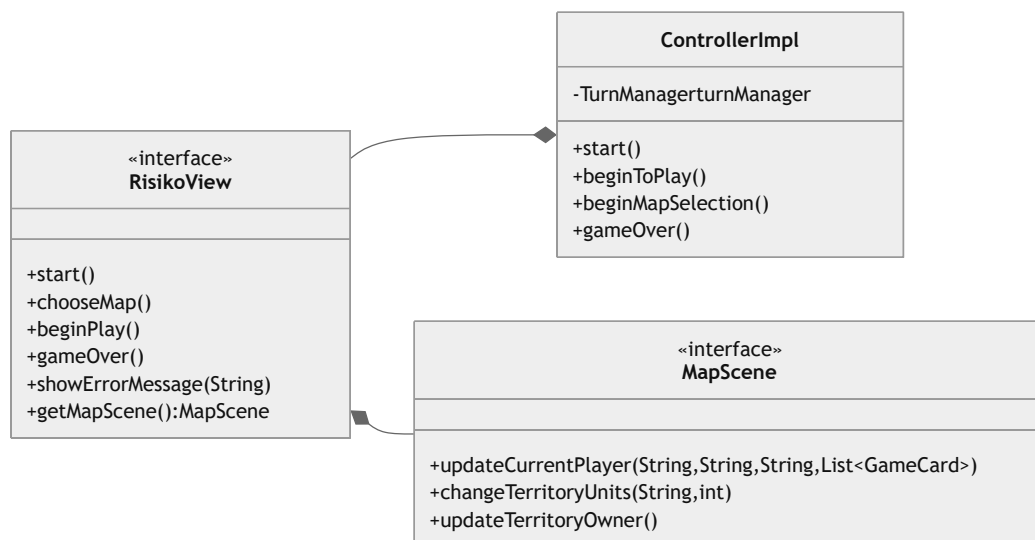 ControllerImpl
-TurnManagerturnManager
+start()
+beginToPlay()
+beginMapSelection()
+gameOver()
«interface»
RisikoView
+start()
+chooseMap()
+beginPlay()
+gameOver()
+showErrorMessage(String)
+getMapScene():MapScene
«interface»
MapScene
+updateCurrentPlayer(String,String,String,List<GameCard>)
+changeTerritoryUnits(String,int)
+updateTerritoryOwner()